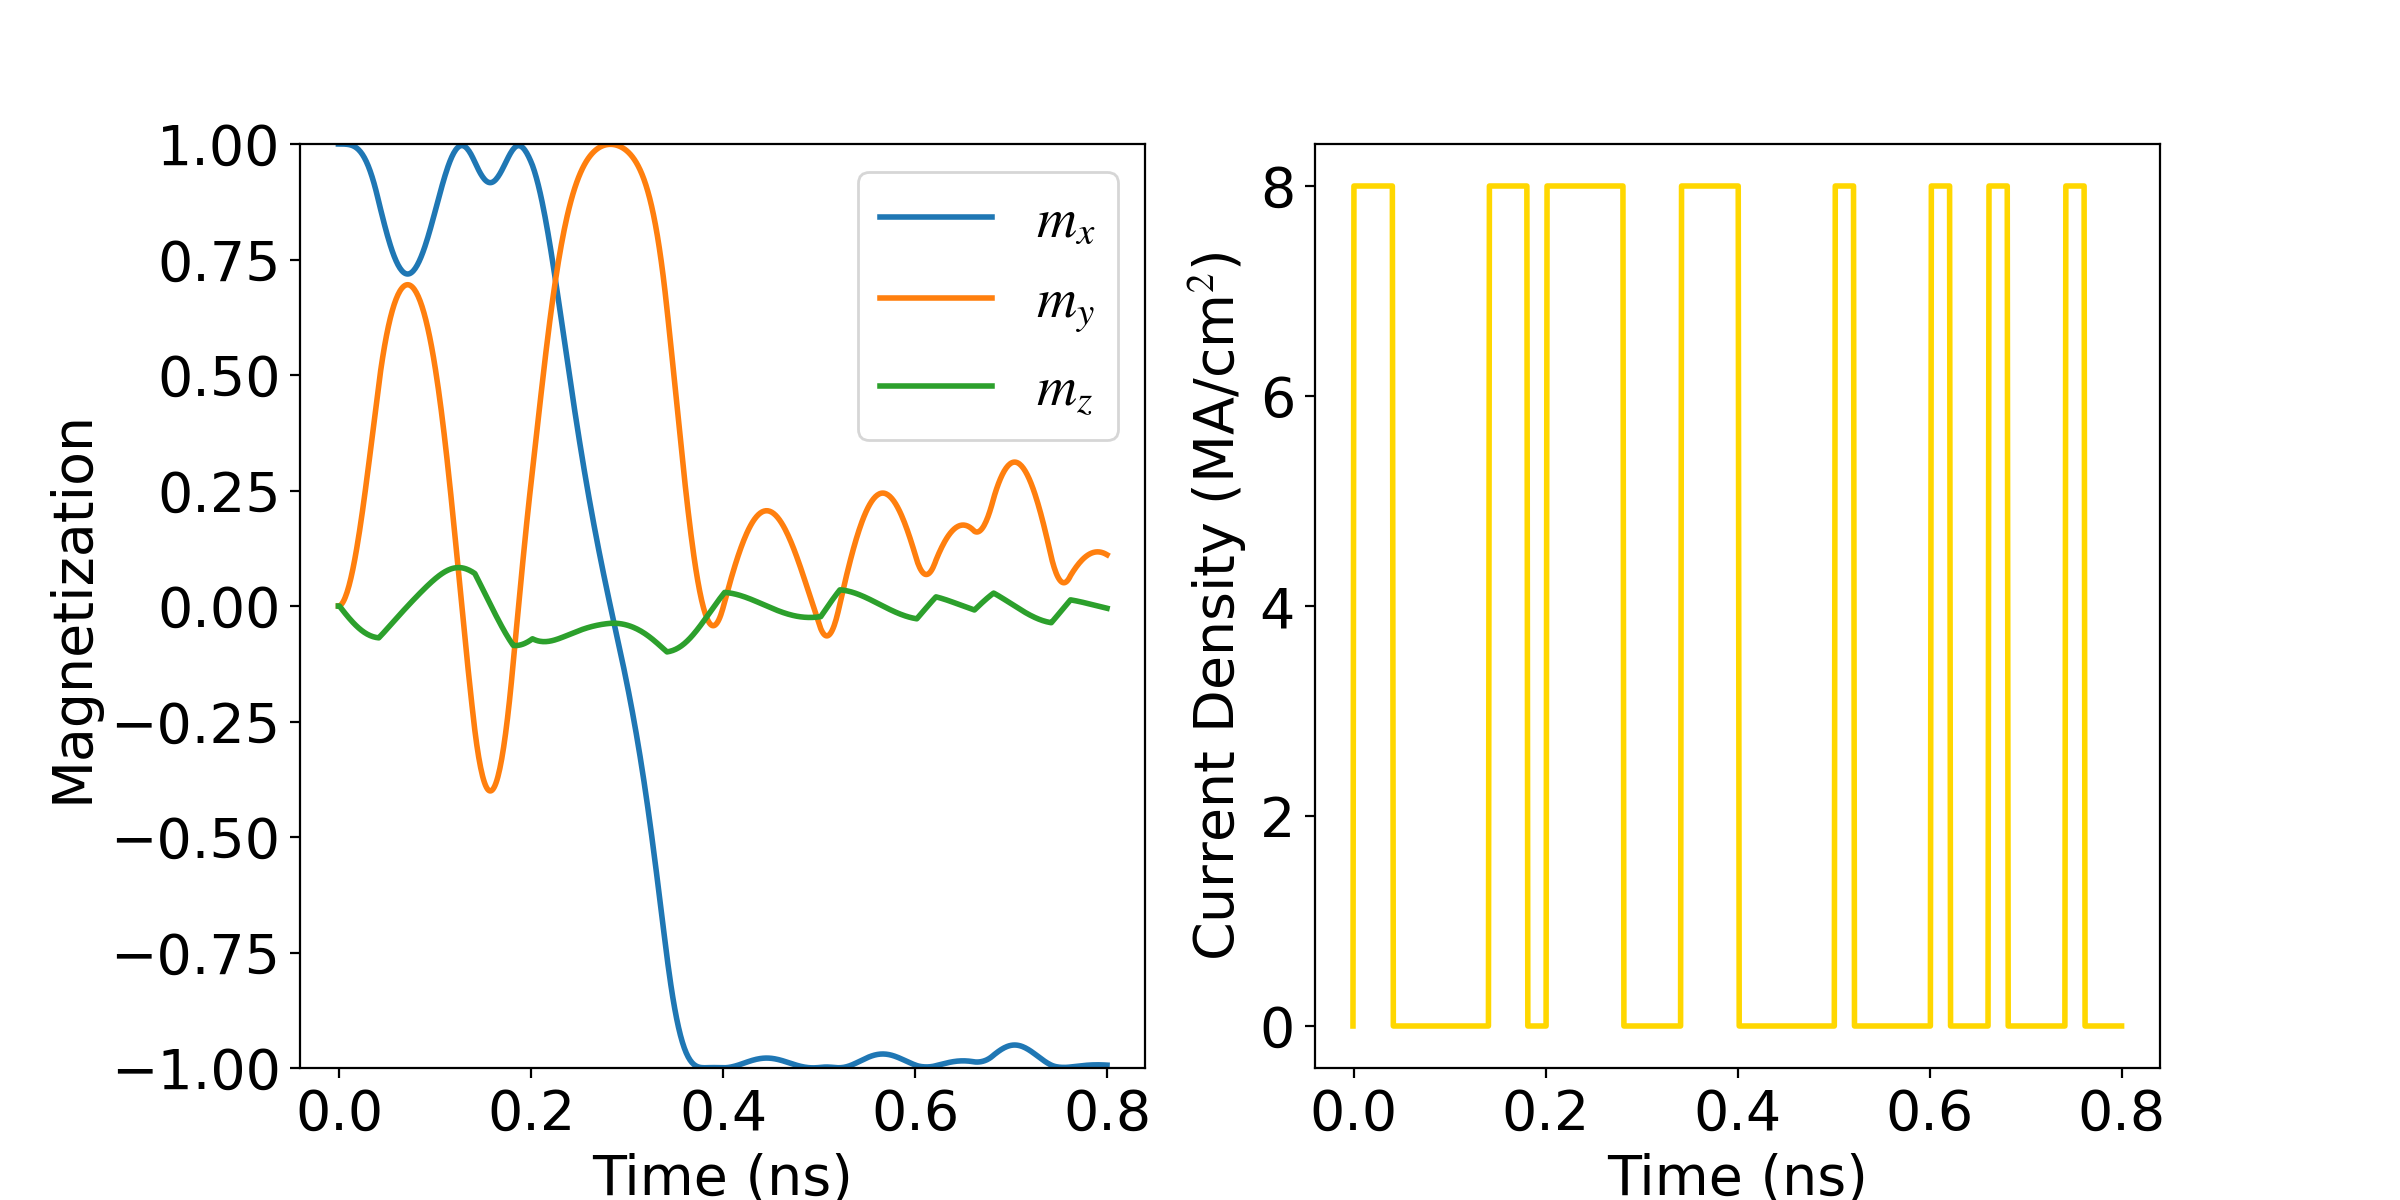 Magnetization
1.00
0.75
0.50
0.25
0.00
−0.25
−0.50
−0.75
−1.00
0.0 0.2 0.4 0.6 0.8
Time (ns)
m_x
m_y
m_z
Current Density (MA/cm²)
8
6
4
2
0
0.0 0.2 0.4 0.6 0.8
Time (ns)